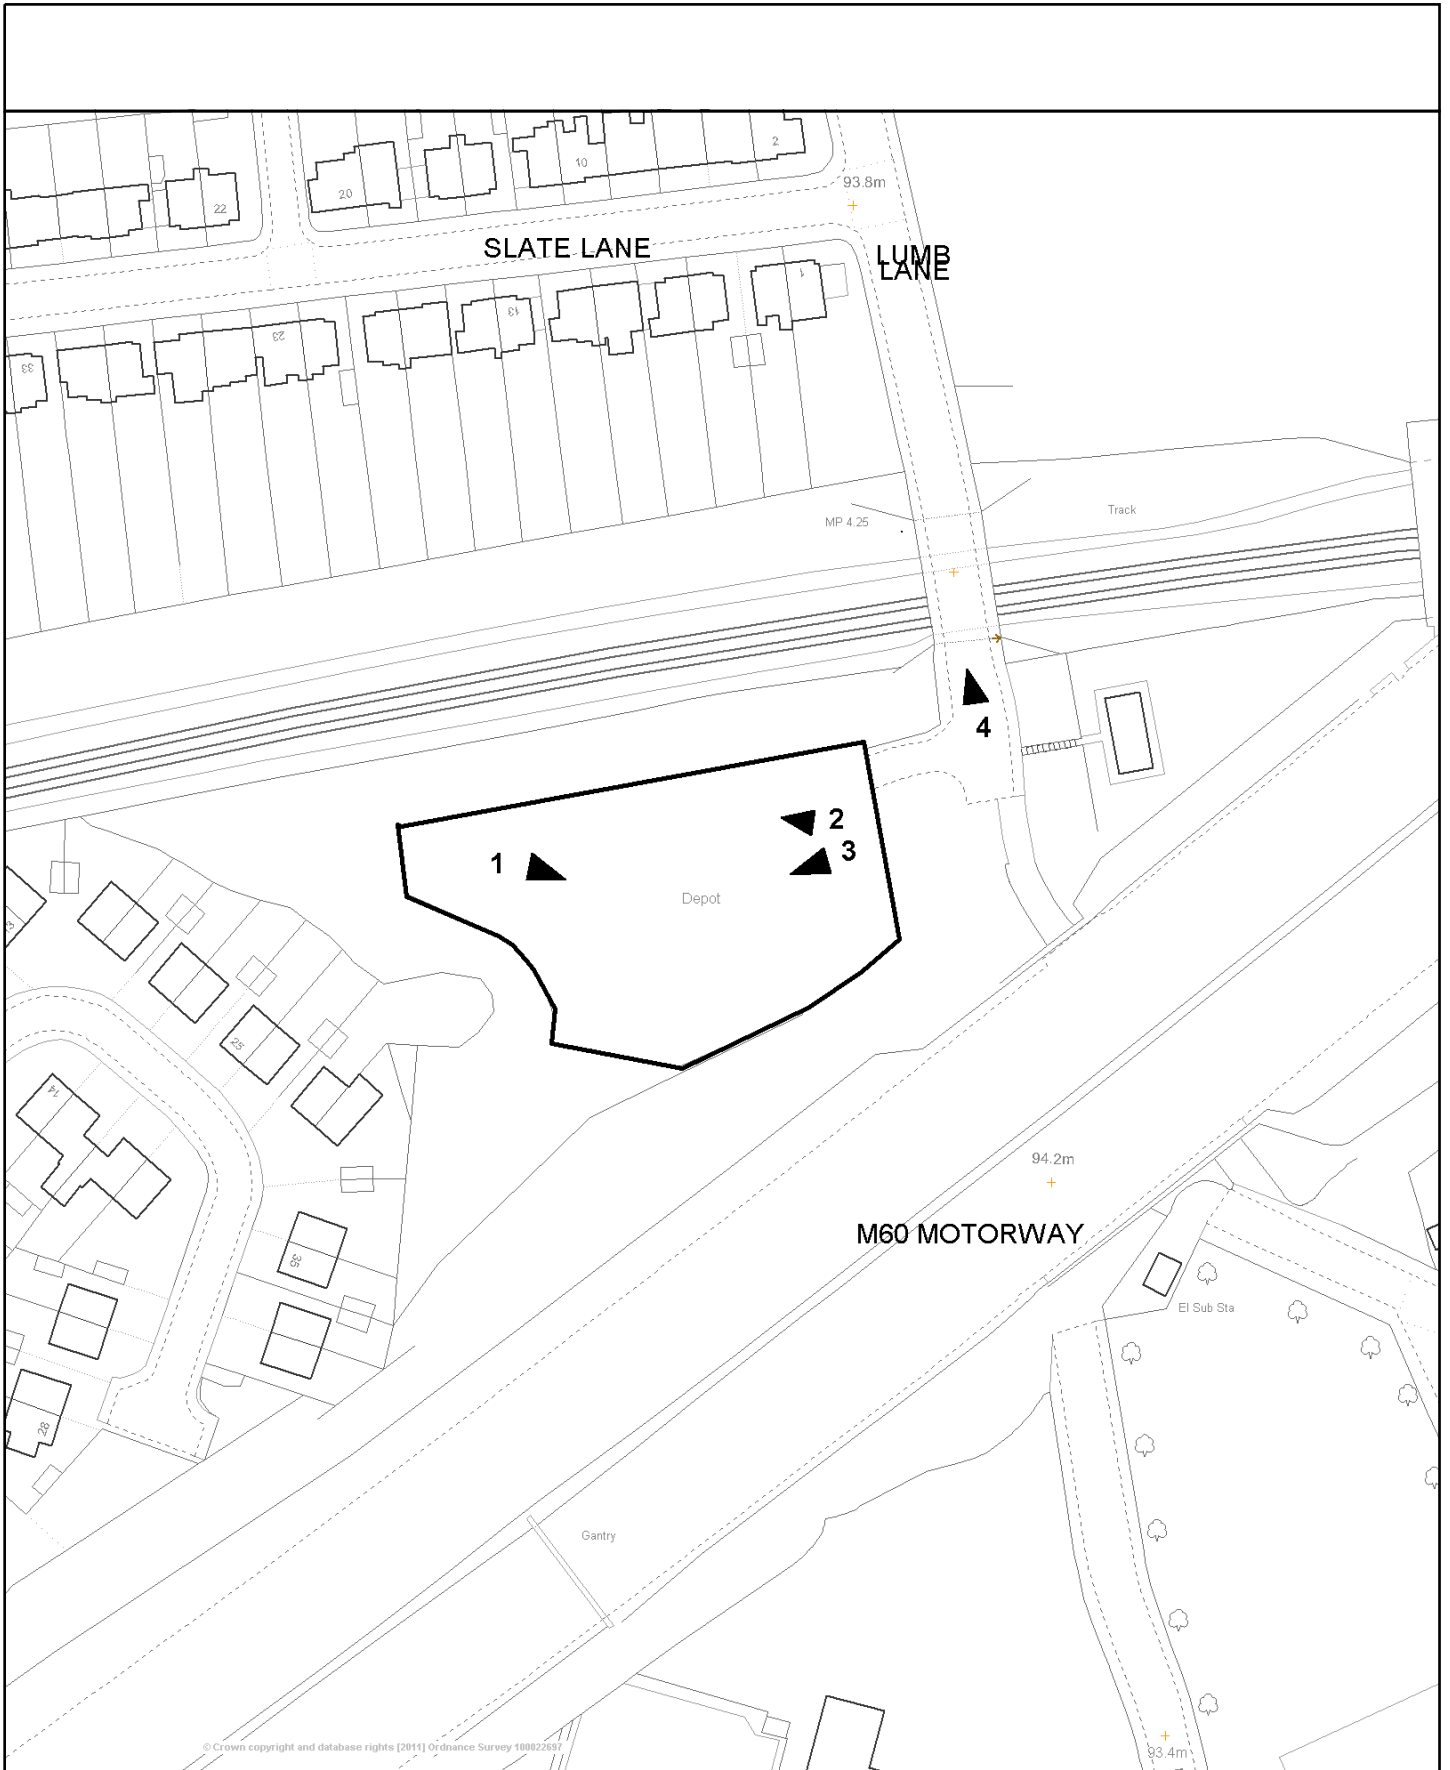 2
10
20
22
93.8m
SLATE LANE
LUMB
LANE
1
13
23
33
Track
MP 4.25
4
2
3
1
Depot
25
14
94.2m
M60 MOTORWAY
35
El Sub Sta
28
Gantry
© Crown copyright and database rights [2011] Ordnance Survey 100022697
93.4m